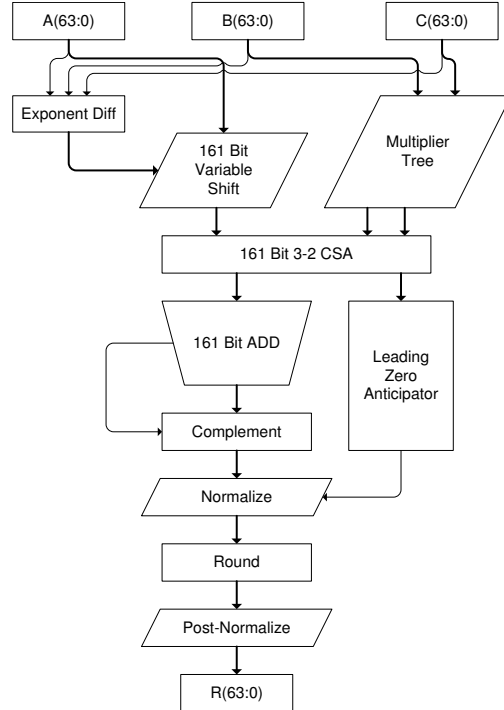 A(63:0)
B(63:0)
C(63:0)
Exponent Diff
161 Bit
Variable
Shift
Multiplier
Tree
161 Bit 3-2 CSA
161 Bit ADD
Leading
Zero
Anticipator
Complement
Normalize
Round
Post-Normalize
R(63:0)